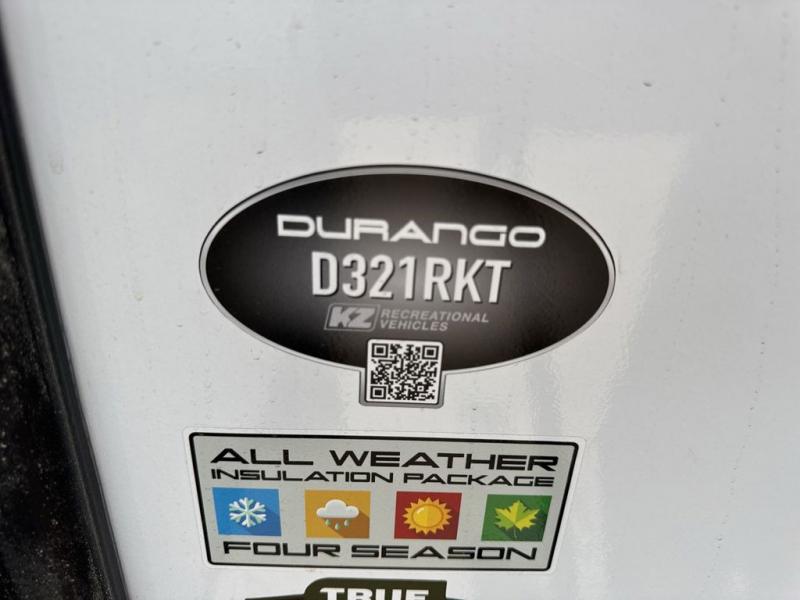 DURANGO
D321RKT
KZ RECREATIONAL
VEHICLES
ALL WEATHER
INSULATION PACKAGE
FOUR SEASON
TRUE